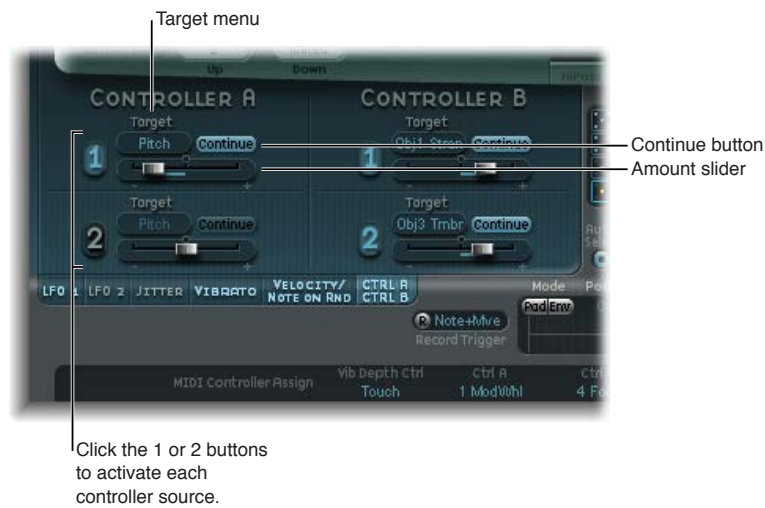 Target menu
Up Down
CONTROLLER A CONTROLLER B
Target Target
1 Pitch Continue 1 Obj1 Stren Continue
Continue button
- + - +
Amount slider
Target Target
2 Pitch Continue 2 Obj3 Tmbr Continue
- + - +
LFO 1 LFO 2 JITTER VIBRATO VELOCITY/ NOTE ON RND CTRL A CTRL B
Mode
Pad Env
R Note+Mve
Record Trigger
MIDI Controller Assign
Vib Depth Ctrl Ctrl A
Touch 1 ModWhl
Click the 1 or 2 buttons
to activate each
controller source.